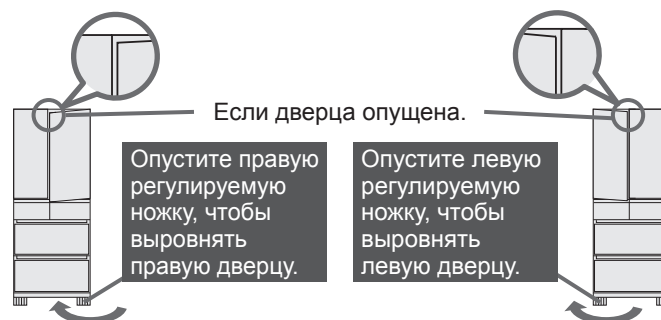 Если дверца опущена.
Опустите правую
регулируемую
ножку, чтобы
выровнять
правую дверцу.
Опустите левую
регулируемую
ножку, чтобы
выровнять
левую дверцу.